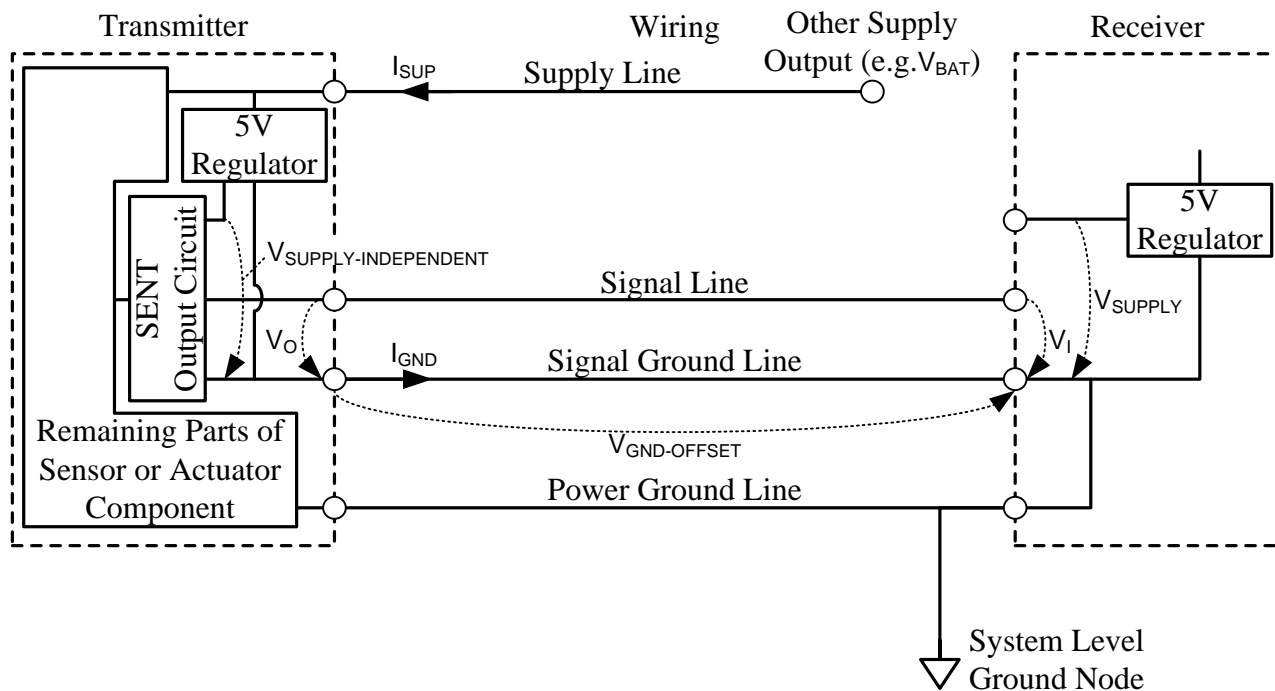 Transmitter
Wiring
Other Supply
Output (e.g.VBAT)
Receiver
ISUP
Supply Line
5V
Regulator
5V
Regulator
SENT
Output Circuit
VSUPPLY-INDEPENDENT
Signal Line
VSUPPLY
VO
IGND
VI
Signal Ground Line
Remaining Parts of
Sensor or Actuator
Component
VGND-OFFSET
Power Ground Line
System Level
Ground Node